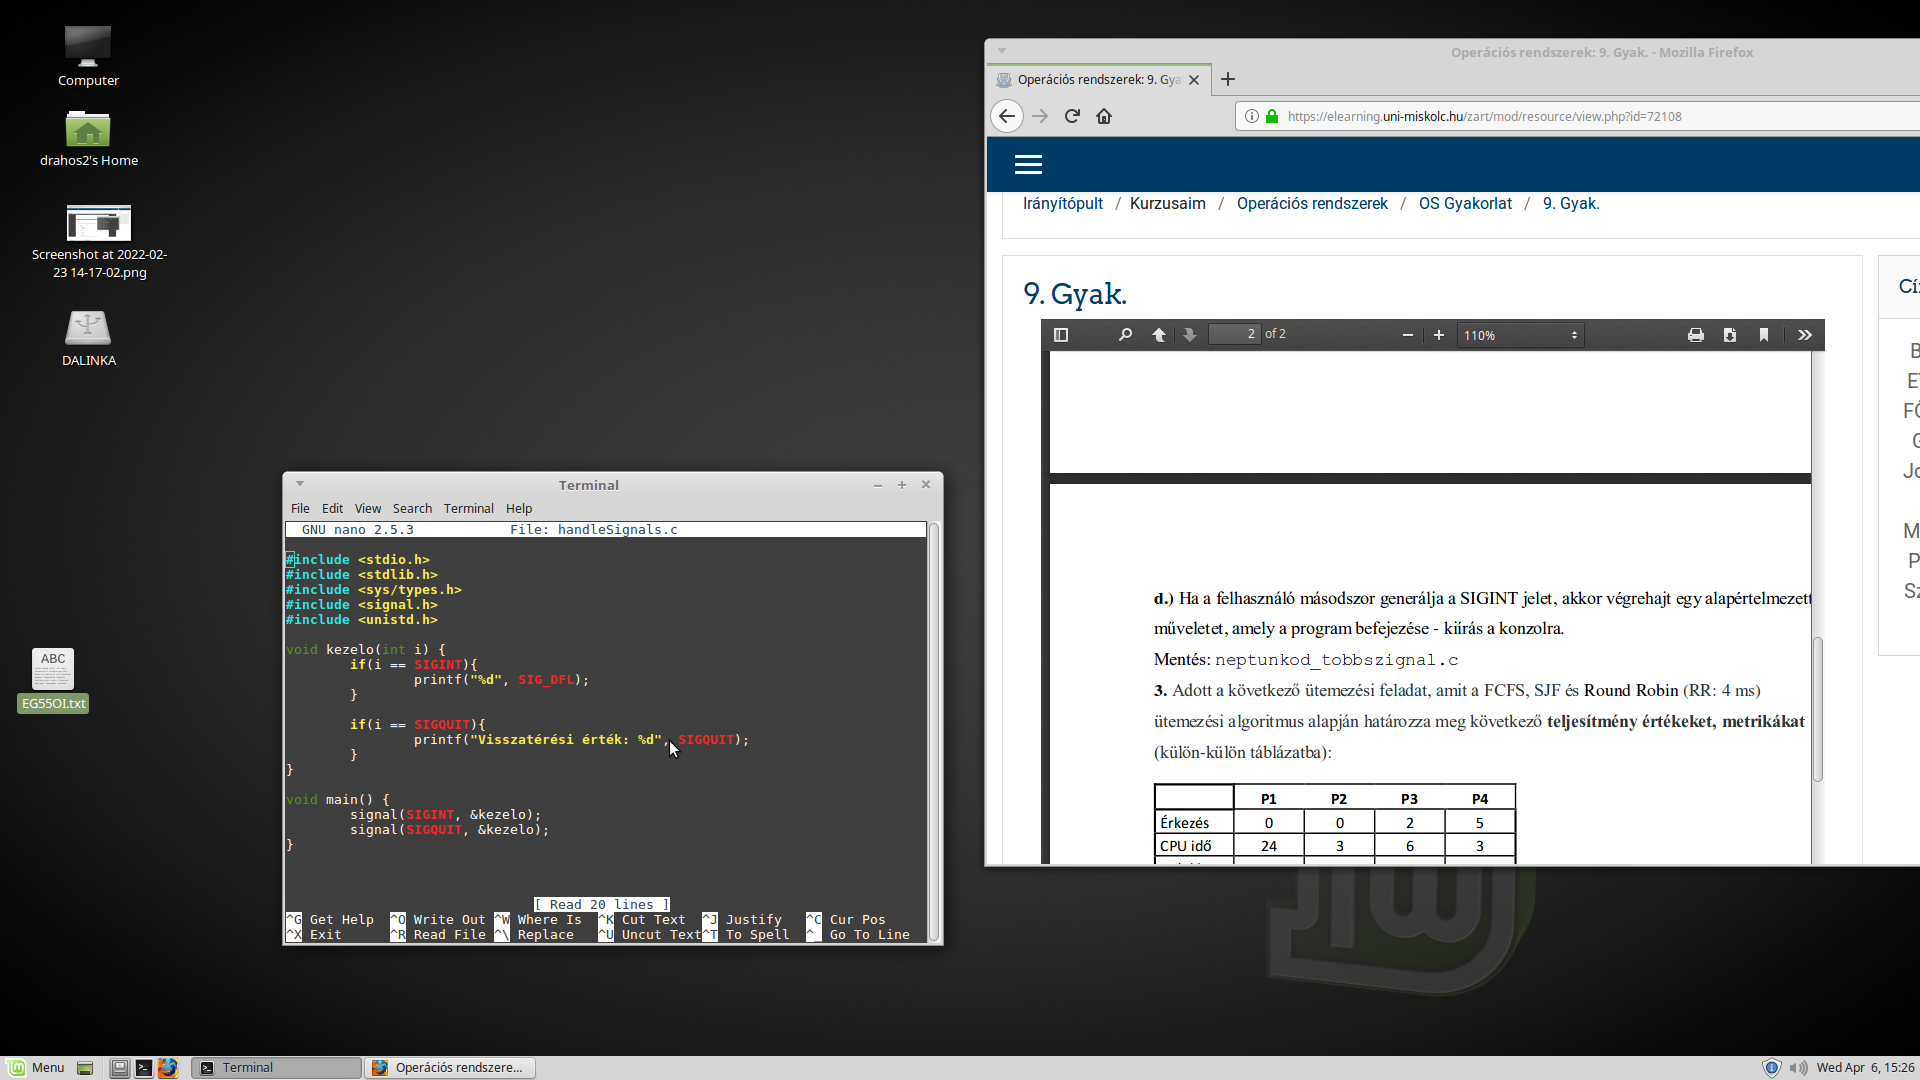 Computer
drahos2's Home
Screenshot at 2022-02-
23 14-17-02.png
DALINKA
ABC
EG55OI.txt
Terminal
File Edit View Search Terminal Help
GNU nano 2.5.3 File: handleSignals.c
#include <stdio.h>
#include <stdlib.h>
#include <sys/types.h>
#include <signal.h>
#include <unistd.h>
void kezelo(int i) {
if(i == SIGINT){
printf("%d", SIG_DFL);
}
if(i == SIGQUIT){
printf("Visszatérési érték: %d", SIGQUIT);
}
}
void main() {
signal(SIGINT, &kezelo);
signal(SIGQUIT, &kezelo);
}
[ Read 20 lines ]
^G Get Help ^O Write Out ^W Where Is ^K Cut Text ^J Justify ^C Cur Pos
^X Exit ^R Read File ^\ Replace ^U Uncut Text ^T To Spell ^_ Go To Line
Operációs rendszerek: 9. Gyak. - Mozilla Firefox
Operációs rendszerek: 9. Gya
https://elearning.uni-miskolc.hu/zart/mod/resource/view.php?id=72108
Irányítópult / Kurzusaim / Operációs rendszerek / OS Gyakorlat / 9. Gyak.
9. Gyak.
2 of 2 110%
d.) Ha a felhasználó másodszor generálja a SIGINT jelet, akkor végrehajt egy alapértelmezett
műveletet, amely a program befejezése - kiírás a konzolra.
Mentés: neptunkod_tobbszignal.c
3. Adott a következő ütemezési feladat, amit a FCFS, SJF és Round Robin (RR: 4 ms)
ütemezési algoritmus alapján határozza meg következő teljesítmény értékeket, metrikákat
(külön-külön táblázatba):
P1 P2 P3 P4
Érkezés 0 0 2 5
CPU idő 24 3 6 3
Menu Terminal Operációs rendszere... Wed Apr 6, 15:26